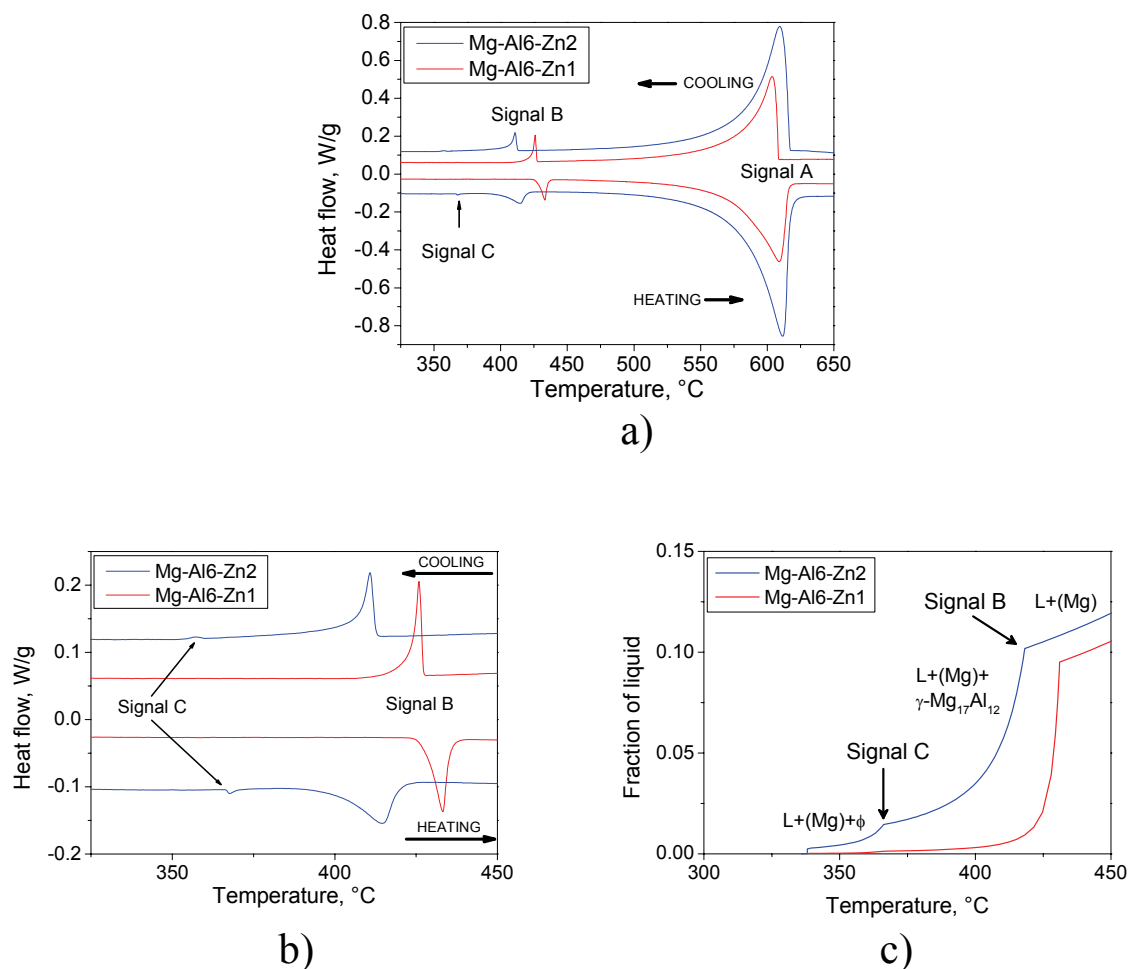 0.8
0.6
0.4
0.2
0.0
-0.2
-0.4
-0.6
-0.8
Heat flow, W/g
Mg-Al6-Zn2
Mg-Al6-Zn1
COOLING
Signal B
Signal A
Signal C
HEATING
350 400 450 500 550 600 650
Temperature, °C
a)
0.2
0.1
0.0
-0.1
-0.2
Heat flow, W/g
Mg-Al6-Zn2
Mg-Al6-Zn1
COOLING
Signal C
Signal B
HEATING
350 400 450
Temperature, °C
b)
0.15
0.10
0.05
0.00
Fraction of liquid
Mg-Al6-Zn2
Mg-Al6-Zn1
Signal B
L+(Mg)
L+(Mg)+
γ-Mg₁₇Al₁₂
Signal C
L+(Mg)+ϕ
300 350 400 450
Temperature, °C
c)